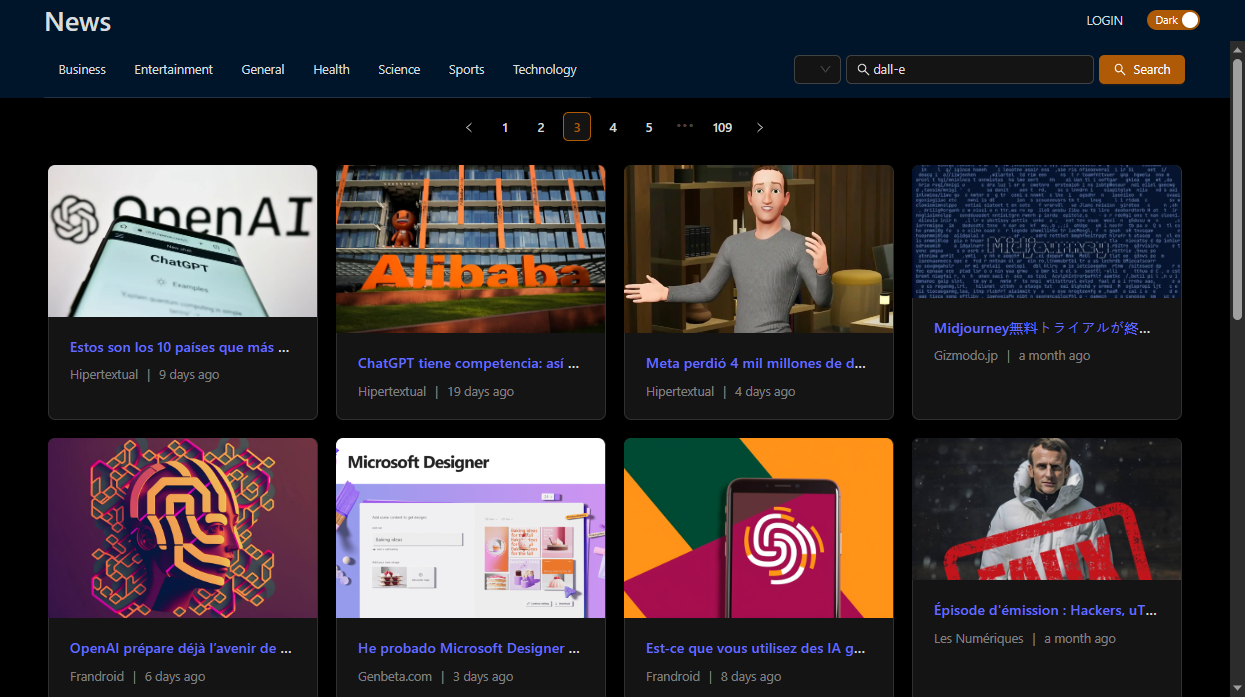 News
LOGIN
Dark
Business
Entertainment
General
Health
Science
Sports
Technology
dall-e
Search
1
2
3
4
5
•••
109
OpenAI
ChatGPT
Examples
Alibaba
Midjourney
Estos son los 10 países que más ...
Hipertextual | 9 days ago
ChatGPT tiene competencia: así ...
Hipertextual | 19 days ago
Meta perdió 4 mil millones de d...
Hipertextual | 4 days ago
Midjourney無料トライアルが終...
Gizmodo.jp | a month ago
Microsoft Designer
OpenAI prépare déjà l’avenir de ...
Frandroid | 6 days ago
He probado Microsoft Designer ...
Genbeta.com | 3 days ago
Est-ce que vous utilisez des IA g...
Frandroid | 8 days ago
Épisode d'émission : Hackers, uT...
Les Numériques | a month ago